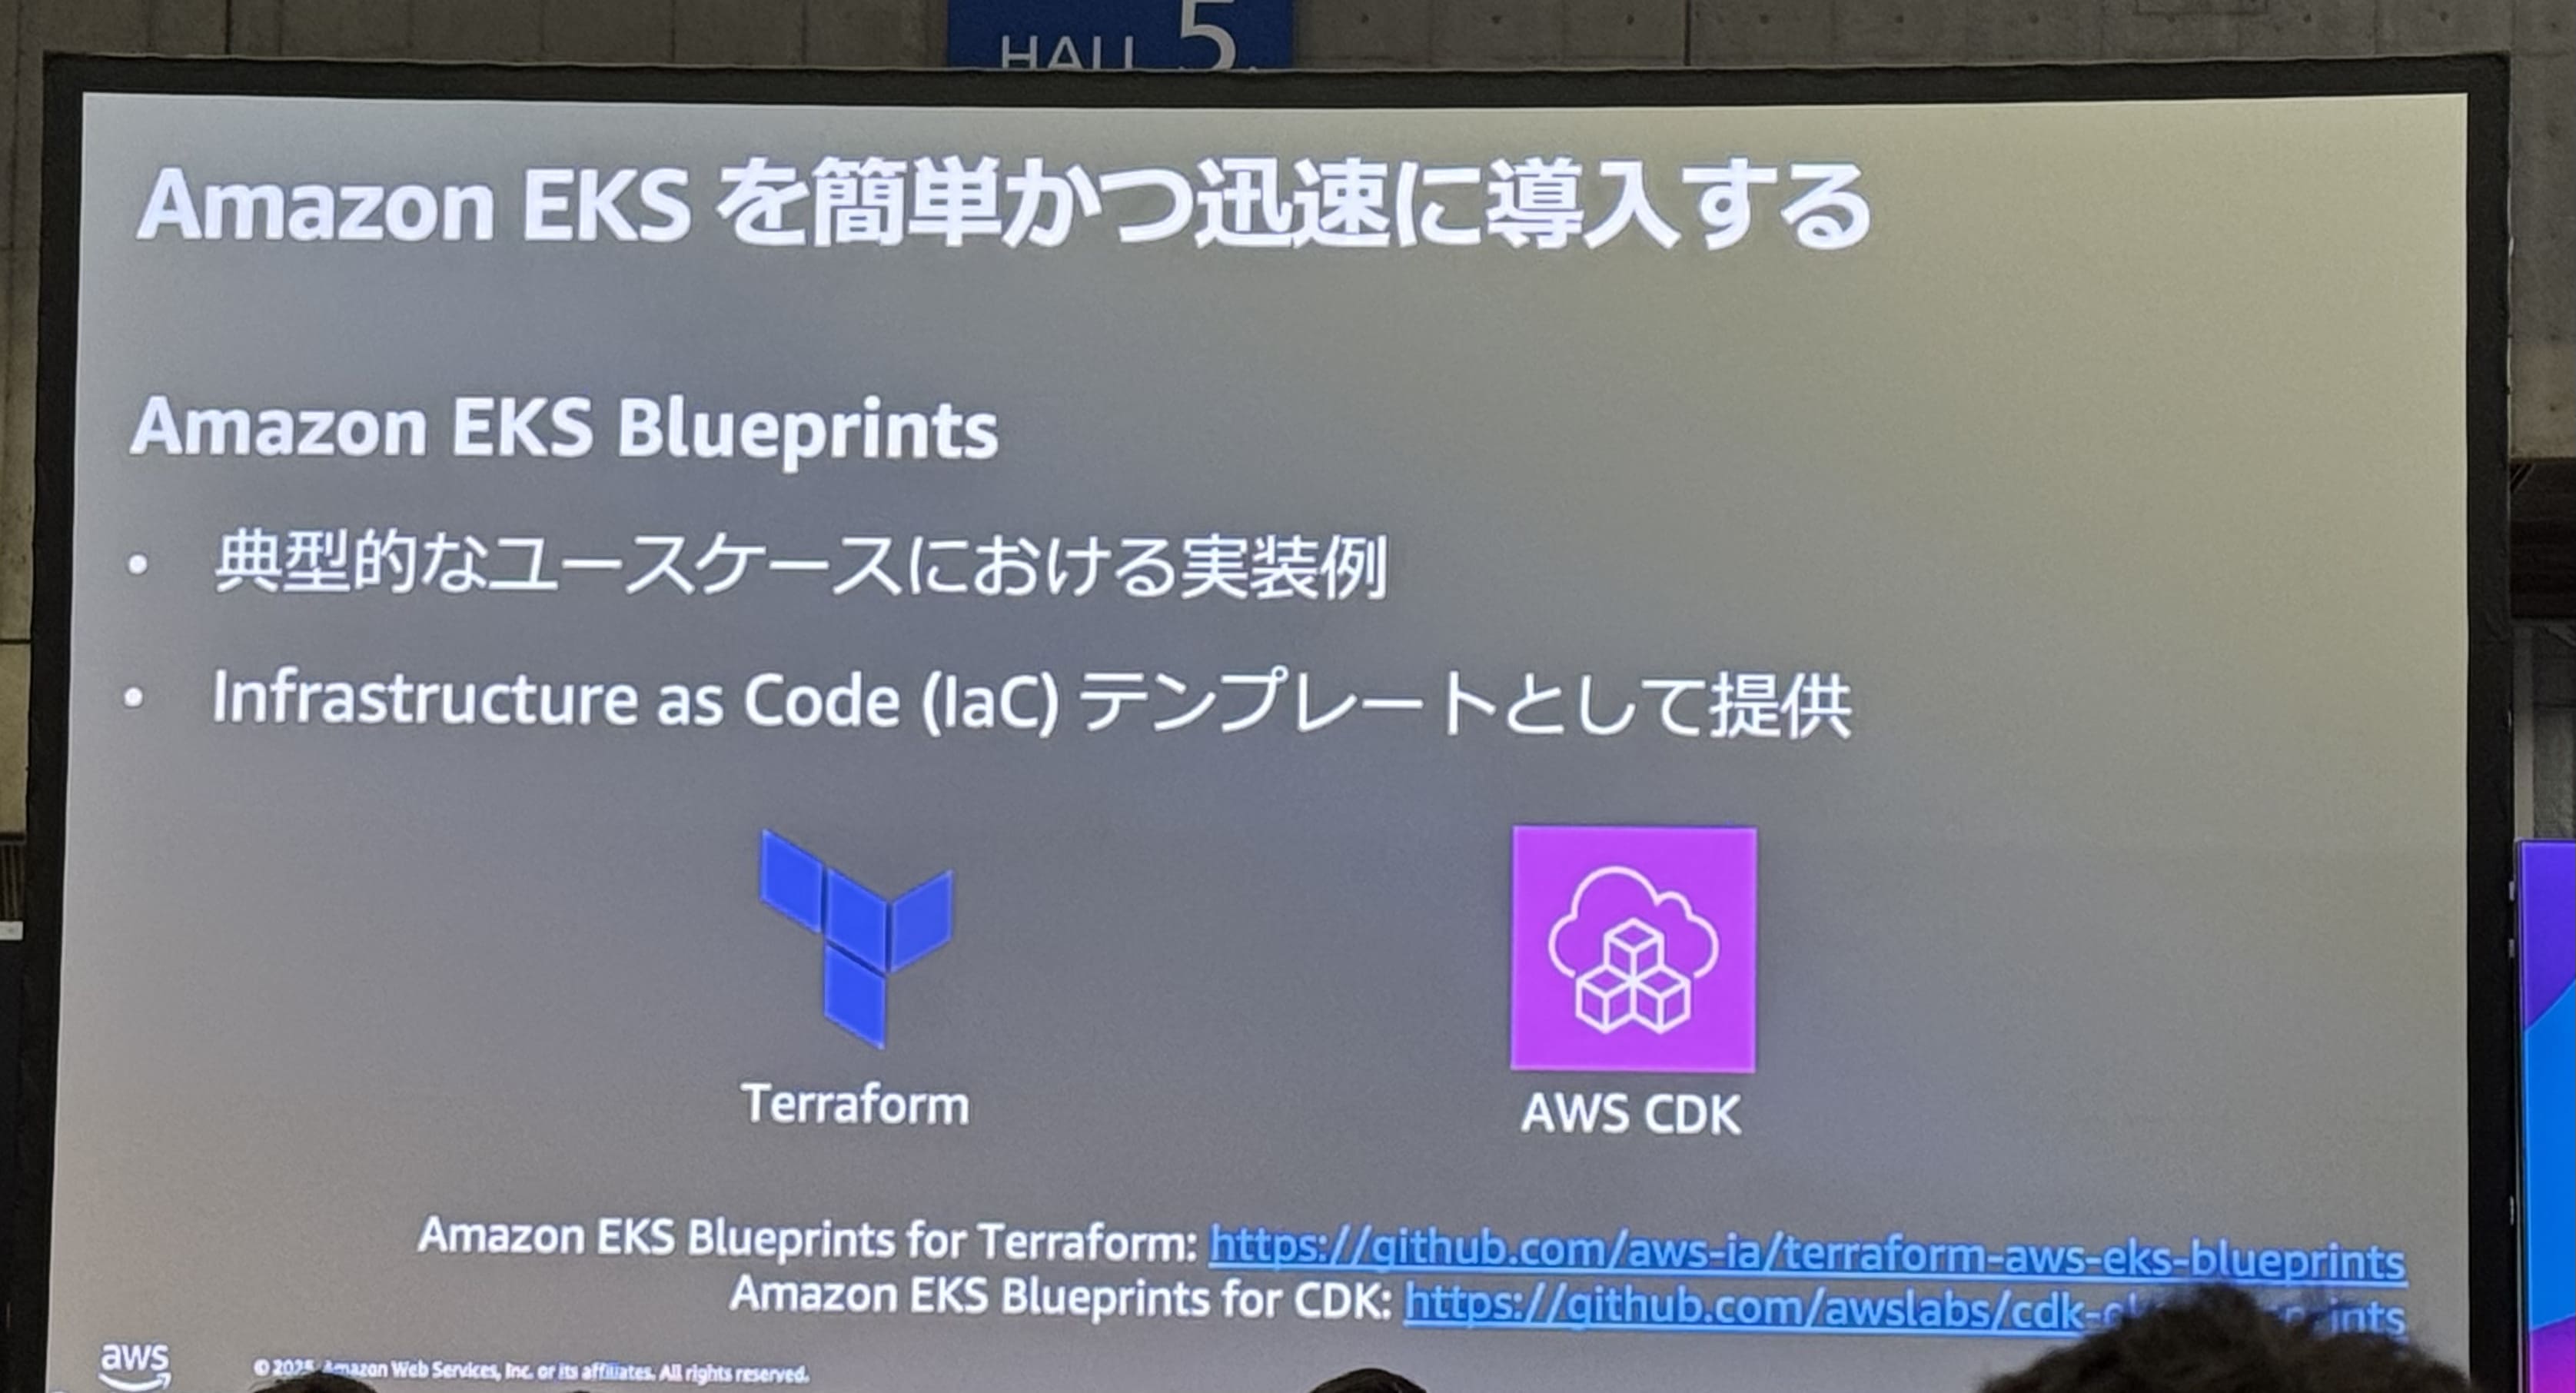 HALL 5
Amazon EKS を簡単かつ迅速に導入する
Amazon EKS Blueprints
• 典型的なユースケースにおける実装例
• Infrastructure as Code (IaC) テンプレートとして提供
Terraform
AWS CDK
Amazon EKS Blueprints for Terraform: https://github.com/aws-ia/terraform-aws-eks-blueprints
Amazon EKS Blueprints for CDK: https://github.com/awslabs/cdk-
aws
© 2025, Amazon Web Services, Inc. or its affiliates. All rights reserved.